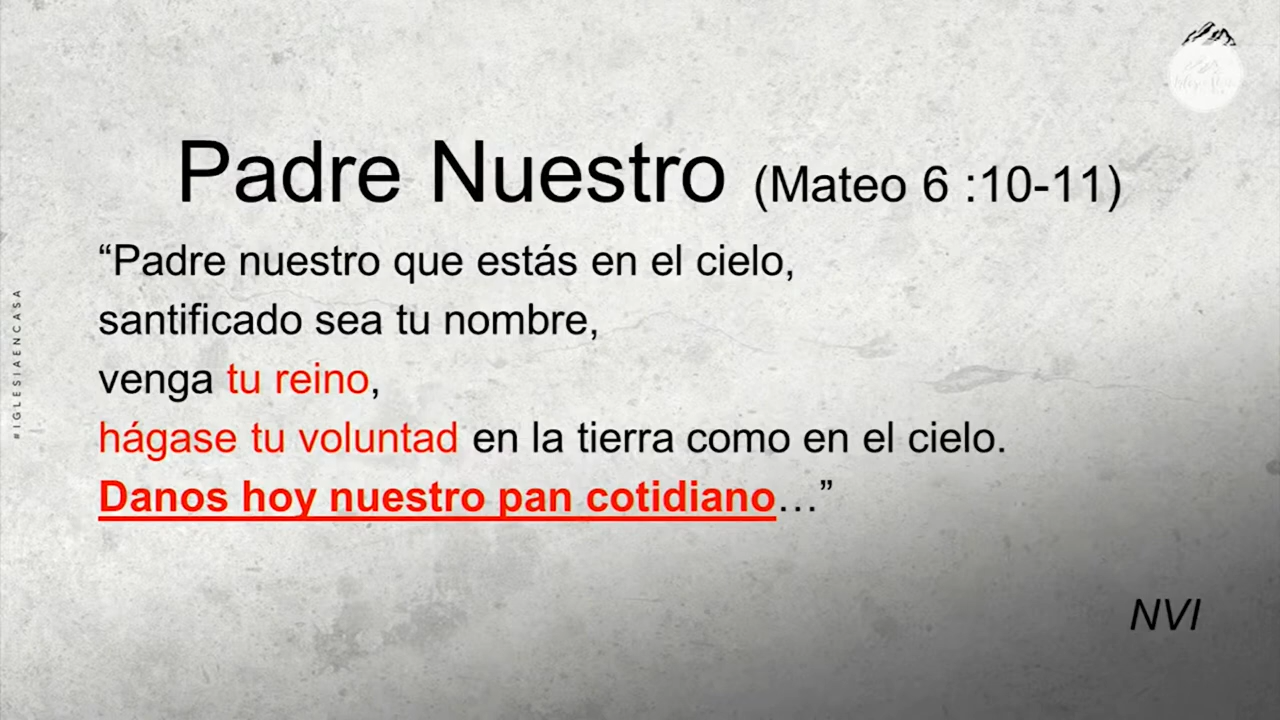 Padre Nuestro (Mateo 6 :10-11)
“Padre nuestro que estás en el cielo,
santificado sea tu nombre,
venga tu reino,
hágase tu voluntad en la tierra como en el cielo.
Danos hoy nuestro pan cotidiano…”
NVI
#IGLESIAENCASA